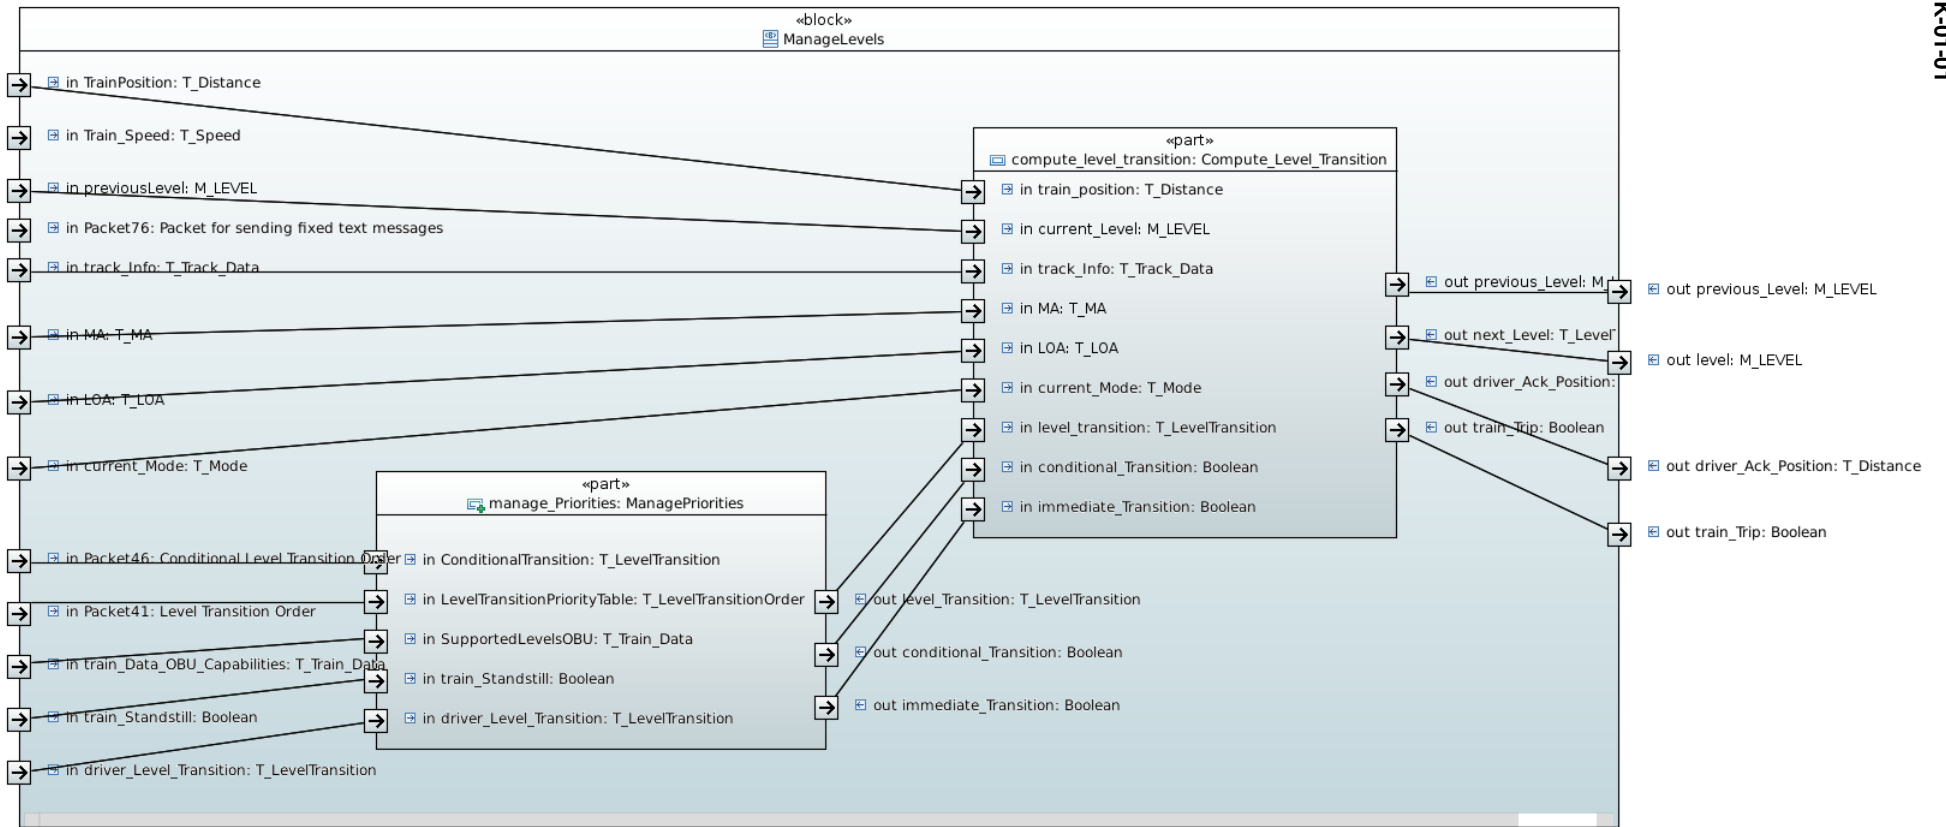 «block»
ManageLevels
in TrainPosition: T_Distance
in Train_Speed: T_Speed
in previousLevel: M_LEVEL
in Packet76: Packet for sending fixed text messages
in track_Info: T_Track_Data
in MA: T_MA
in LOA: T_LOA
in current_Mode: T_Mode
in Packet46: Conditional Level Transition Order
in Packet41: Level Transition Order
in train_Data_OBU_Capabilities: T_Train_Data
in train_Standstill: Boolean
in driver_Level_Transition: T_LevelTransition
«part»
manage_Priorities: ManagePriorities
in ConditionalTransition: T_LevelTransition
in LevelTransitionPriorityTable: T_LevelTransitionOrder
in SupportedLevelsOBU: T_Train_Data
in train_Standstill: Boolean
in driver_Level_Transition: T_LevelTransition
out level_Transition: T_LevelTransition
out conditional_Transition: Boolean
out immediate_Transition: Boolean
«part»
compute_level_transition: Compute_Level_Transition
in train_position: T_Distance
in current_Level: M_LEVEL
in track_Info: T_Track_Data
in MA: T_MA
in LOA: T_LOA
in current_Mode: T_Mode
in level_transition: T_LevelTransition
in conditional_Transition: Boolean
in immediate_Transition: Boolean
out previous_Level: M_L
out next_Level: T_Level
out driver_Ack_Position:
out train_Trip: Boolean
out previous_Level: M_LEVEL
out level: M_LEVEL
out driver_Ack_Position: T_Distance
out train_Trip: Boolean
K-01-01